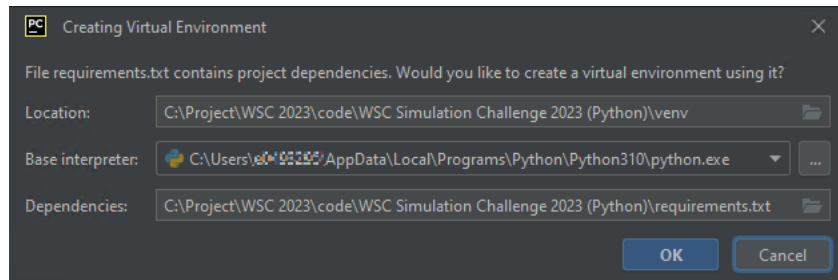 PC Creating Virtual Environment
File requirements.txt contains project dependencies. Would you like to create a virtual environment using it?
Location: C:\Project\WSC 2023\code\WSC Simulation Challenge 2023 (Python)\venv
Base interpreter: C:\Users\ \AppData\Local\Programs\Python\Python310\python.exe ...
Dependencies: C:\Project\WSC 2023\code\WSC Simulation Challenge 2023 (Python)\requirements.txt
OK Cancel